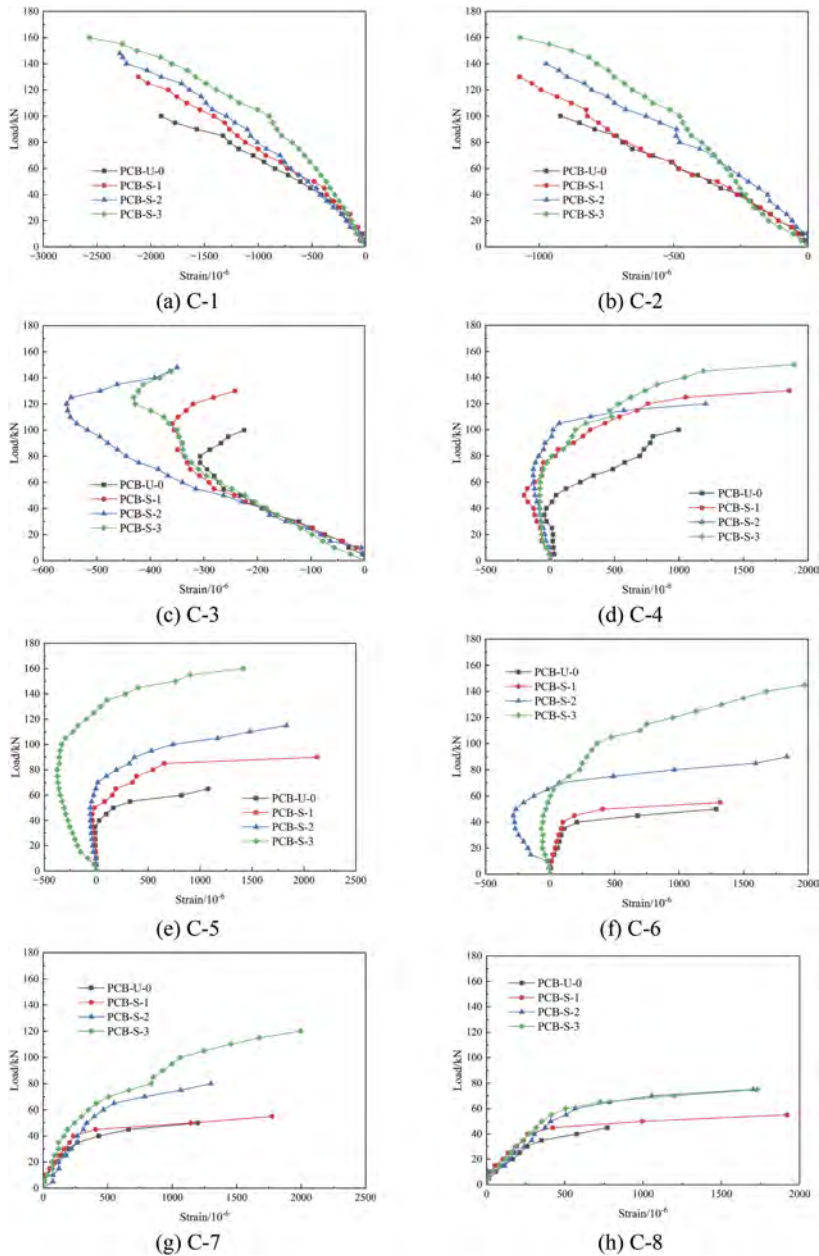 180
160
140
120
100
80
60
40
20
0
Load/kN
PCB-U-0
PCB-S-1
PCB-S-2
PCB-S-3
−3000 −2500 −2000 −1500 −1000 −500 0
Strain/10⁻⁶
(a) C-1
180
160
140
120
100
80
60
40
20
0
Load/kN
PCB-U-0
PCB-S-1
PCB-S-2
PCB-S-3
−1000 −500 0
Strain/10⁻⁶
(b) C-2
180
160
140
120
100
80
60
40
20
0
Load/kN
PCB-U-0
PCB-S-1
PCB-S-2
PCB-S-3
−600 −500 −400 −300 −200 −100 0
Strain/10⁻⁶
(c) C-3
180
160
140
120
100
80
60
40
20
0
Load/kN
PCB-U-0
PCB-S-1
PCB-S-2
PCB-S-3
−500 0 500 1000 1500 2000
Strain/10⁻⁶
(d) C-4
180
160
140
120
100
80
60
40
20
0
Load/kN
PCB-U-0
PCB-S-1
PCB-S-2
PCB-S-3
−500 0 500 1000 1500 2000 2500
Strain/10⁻⁶
(e) C-5
180
160
140
120
100
80
60
40
20
0
Load/kN
PCB-U-0
PCB-S-1
PCB-S-2
PCB-S-3
−500 0 500 1000 1500 2000
Strain/10⁻⁶
(f) C-6
180
160
140
120
100
80
60
40
20
0
Load/kN
PCB-U-0
PCB-S-1
PCB-S-2
PCB-S-3
0 500 1000 1500 2000 2500
Strain/10⁻⁶
(g) C-7
180
160
140
120
100
80
60
40
20
0
Load/kN
PCB-U-0
PCB-S-1
PCB-S-2
PCB-S-3
0 500 1000 1500 2000
Strain/10⁻⁶
(h) C-8